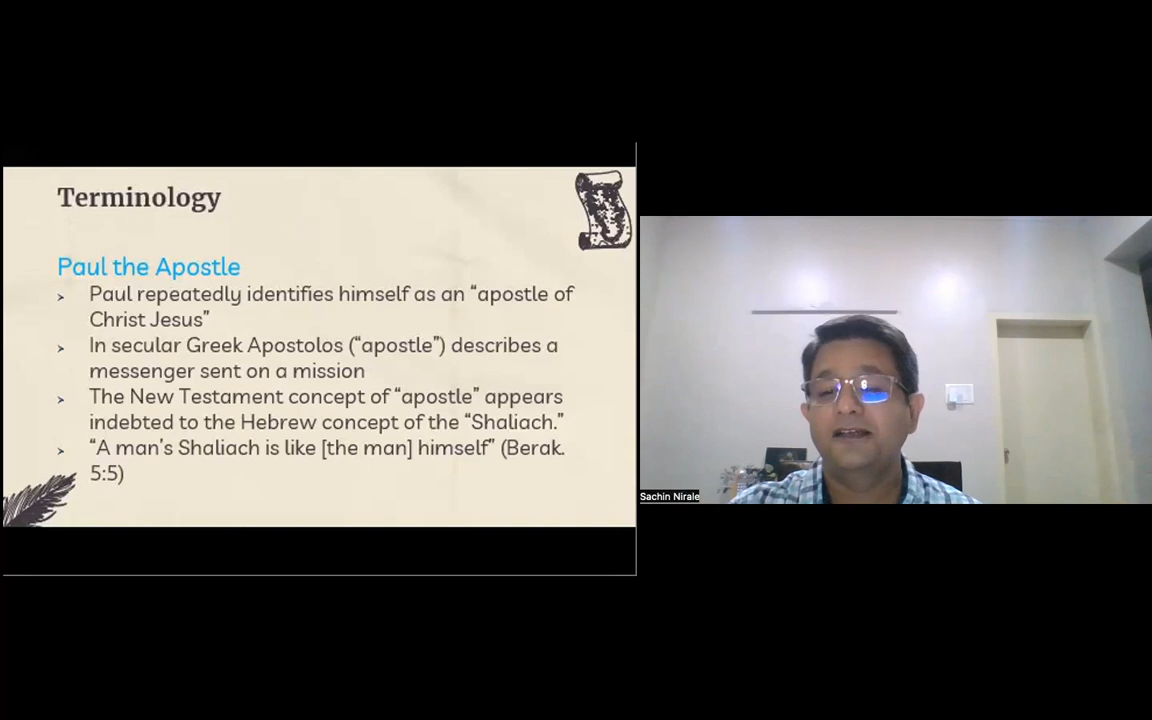 Terminology
Paul the Apostle
Paul repeatedly identifies himself as an “apostle of
Christ Jesus”
In secular Greek Apostolos (“apostle”) describes a
messenger sent on a mission
The New Testament concept of “apostle” appears
indebted to the Hebrew concept of the “Shaliach.”
“A man’s Shaliach is like [the man] himself” (Berak.
5:5)
Sachin Nirale